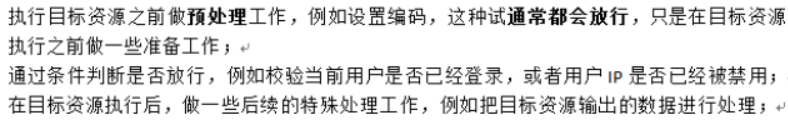 执行目标资源之前做预处理工作，例如设置编码，这种试通常都会放行，只是在目标资源
执行之前做一些准备工作；
通过条件判断是否放行，例如校验当前用户是否已经登录，或者用户 IP 是否已经被禁用；
在目标资源执行后，做一些后续的特殊处理工作，例如把目标资源输出的数据进行处理；